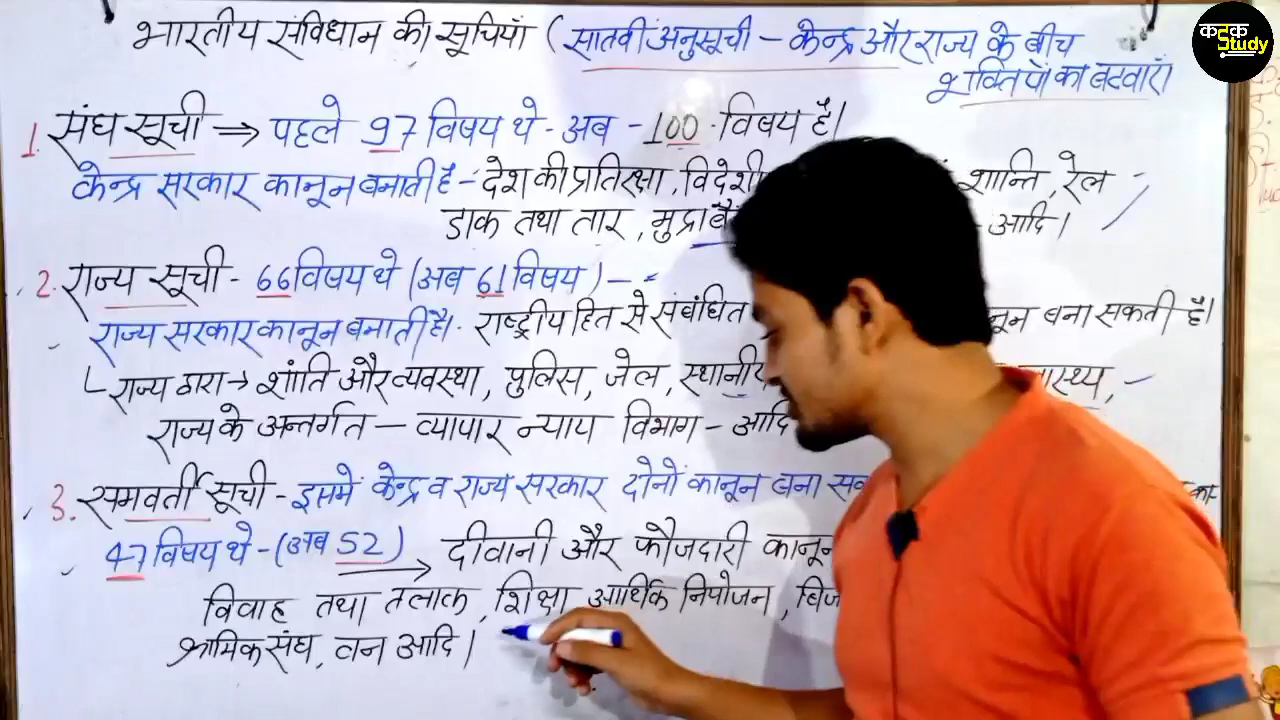 भारतीय संविधान की सूचियाँ ( सातवीं अनुसूची - केन्द्र और राज्य के बीच
शक्तियों का बटवारा)
कड़क Study
1. संघ सूची ⇒ पहले 97 विषय थे - अब - 100 विषय है।
केन्द्र सरकार कानून बनाती है - देश की प्रतिरक्षा, विदेशी शान्ति, रेल
डाक तथा तार, मुद्रा - आदि।
2. राज्य सूची - 66 विषय थे (अब 61 विषय) -
राज्य सरकार कानून बनाती है। राष्ट्रीय हित से संबंधित बना सकती है।
राज्य द्वारा → शांति और व्यवस्था, पुलिस, जेल,
राज्य के अन्तर्गत - व्यापार न्याय विभाग - आदि
3. समवर्ती सूची - इसमें केन्द्र व राज्य सरकार दोनों कानून बना
47 विषय थे - (अब 52) → दीवानी और फौजदारी कानून
विवाह तथा तलाक, शिक्षा आर्थिक नियोजन,
श्रमिक संघ, वन आदि।